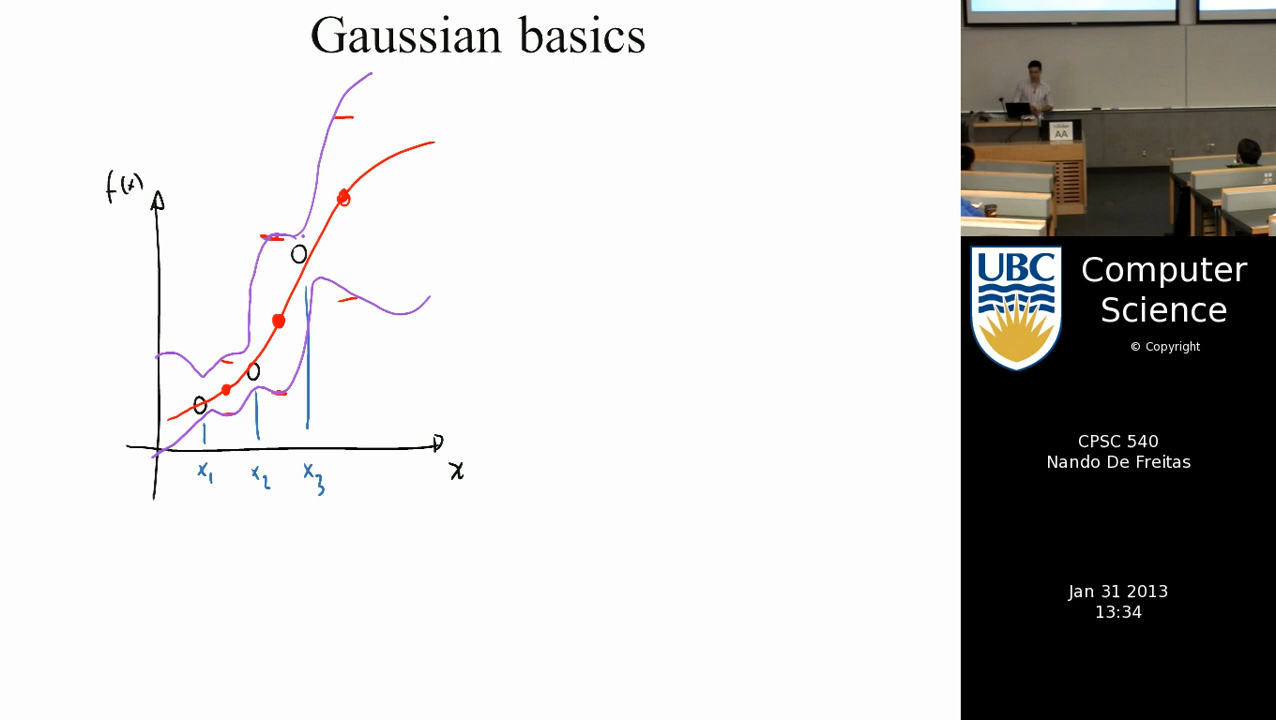 Gaussian basics
f(x)
x₁ x₂ x₃
x
AA
UBC
Computer
Science
© Copyright
CPSC 540
Nando De Freitas
Jan 31 2013
13:34